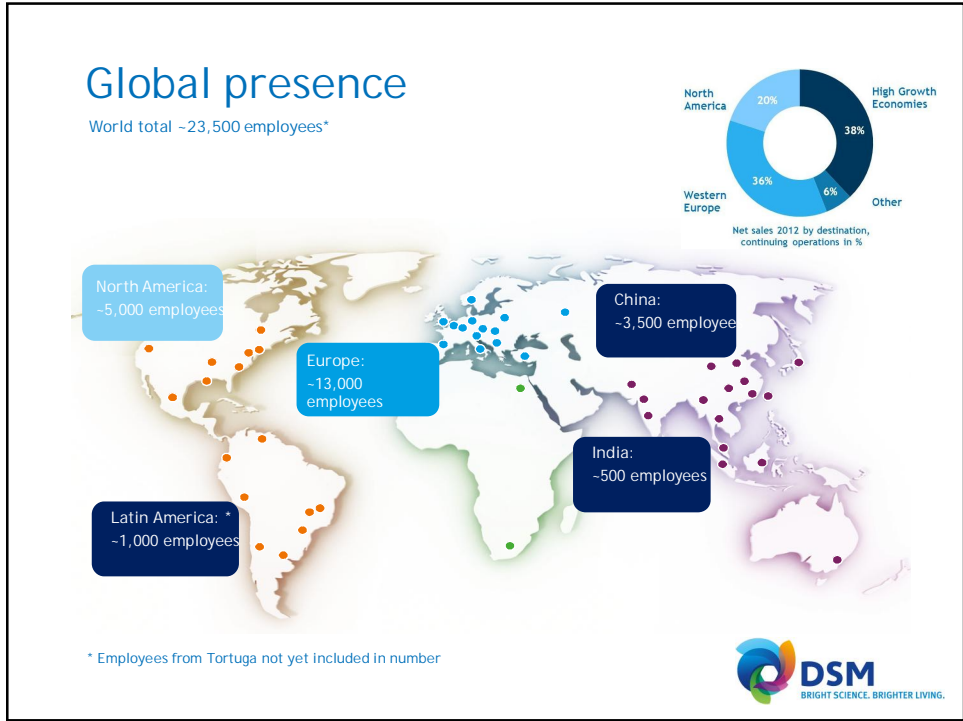 Global presence
World total ~23,500 employees*
North
America
20%
High Growth
Economies
38%
36%
Western
Europe
6%
Other
Net sales 2012 by destination,
continuing operations in %
North America:
~5,000 employees
China:
~3,500 employee
Europe:
~13,000
employees
India:
~500 employees
Latin America: *
~1,000 employees
* Employees from Tortuga not yet included in number
DSM
BRIGHT SCIENCE. BRIGHTER LIVING.